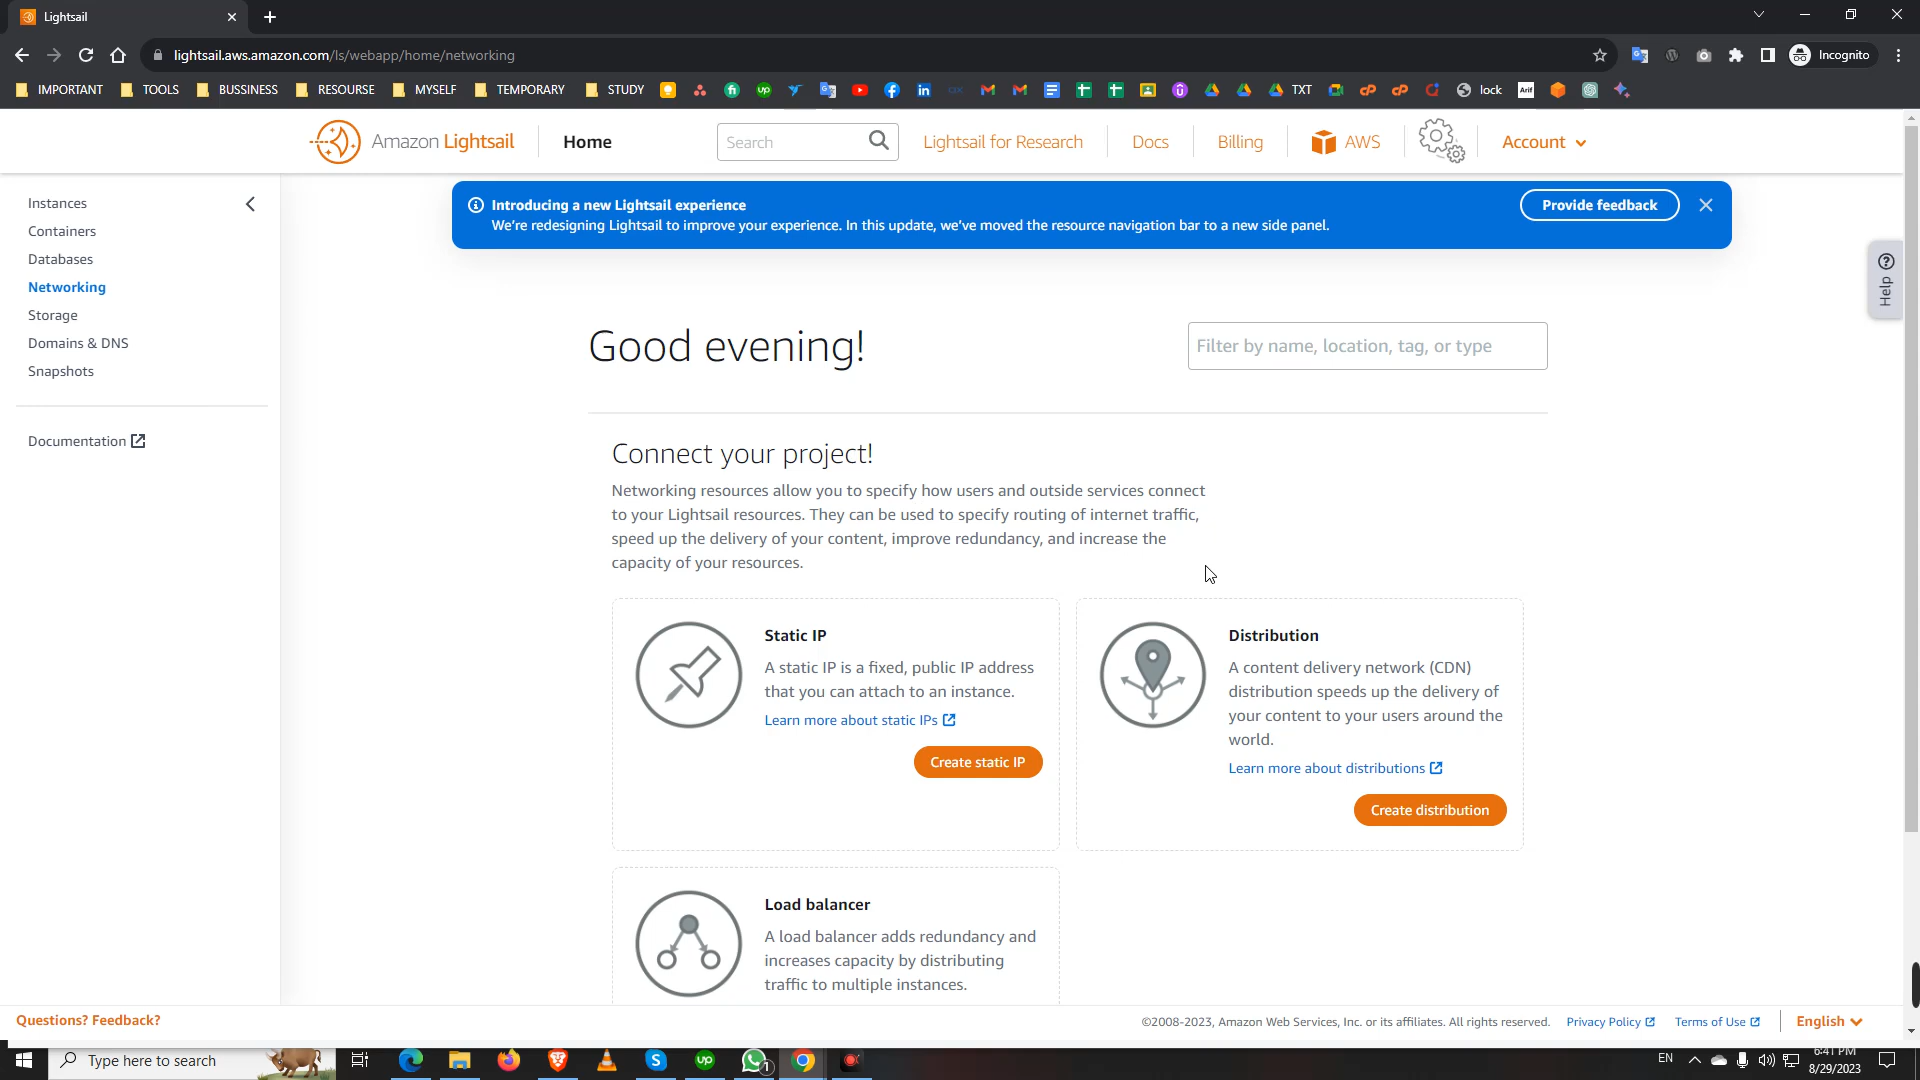 Lightsail
lightsail.aws.amazon.com/ls/webapp/home/networking
Incognito
IMPORTANT
TOOLS
BUSSINESS
RESOURSE
MYSELF
TEMPORARY
STUDY
TXT
lock
Amazon Lightsail
Home
Search
Lightsail for Research
Docs
Billing
AWS
Account
Instances
Containers
Databases
Networking
Storage
Domains & DNS
Snapshots
Documentation
Introducing a new Lightsail experience
We're redesigning Lightsail to improve your experience. In this update, we've moved the resource navigation bar to a new side panel.
Provide feedback
Help
Good evening!
Filter by name, location, tag, or type
Connect your project!
Networking resources allow you to specify how users and outside services connect
to your Lightsail resources. They can be used to specify routing of internet traffic,
speed up the delivery of your content, improve redundancy, and increase the
capacity of your resources.
Static IP
A static IP is a fixed, public IP address
that you can attach to an instance.
Learn more about static IPs
Create static IP
Distribution
A content delivery network (CDN)
distribution speeds up the delivery of
your content to your users around the
world.
Learn more about distributions
Create distribution
Load balancer
A load balancer adds redundancy and
increases capacity by distributing
traffic to multiple instances.
Questions? Feedback?
©2008-2023, Amazon Web Services, Inc. or its affiliates. All rights reserved.
Privacy Policy
Terms of Use
English
Type here to search
EN
6:41 PM
8/29/2023